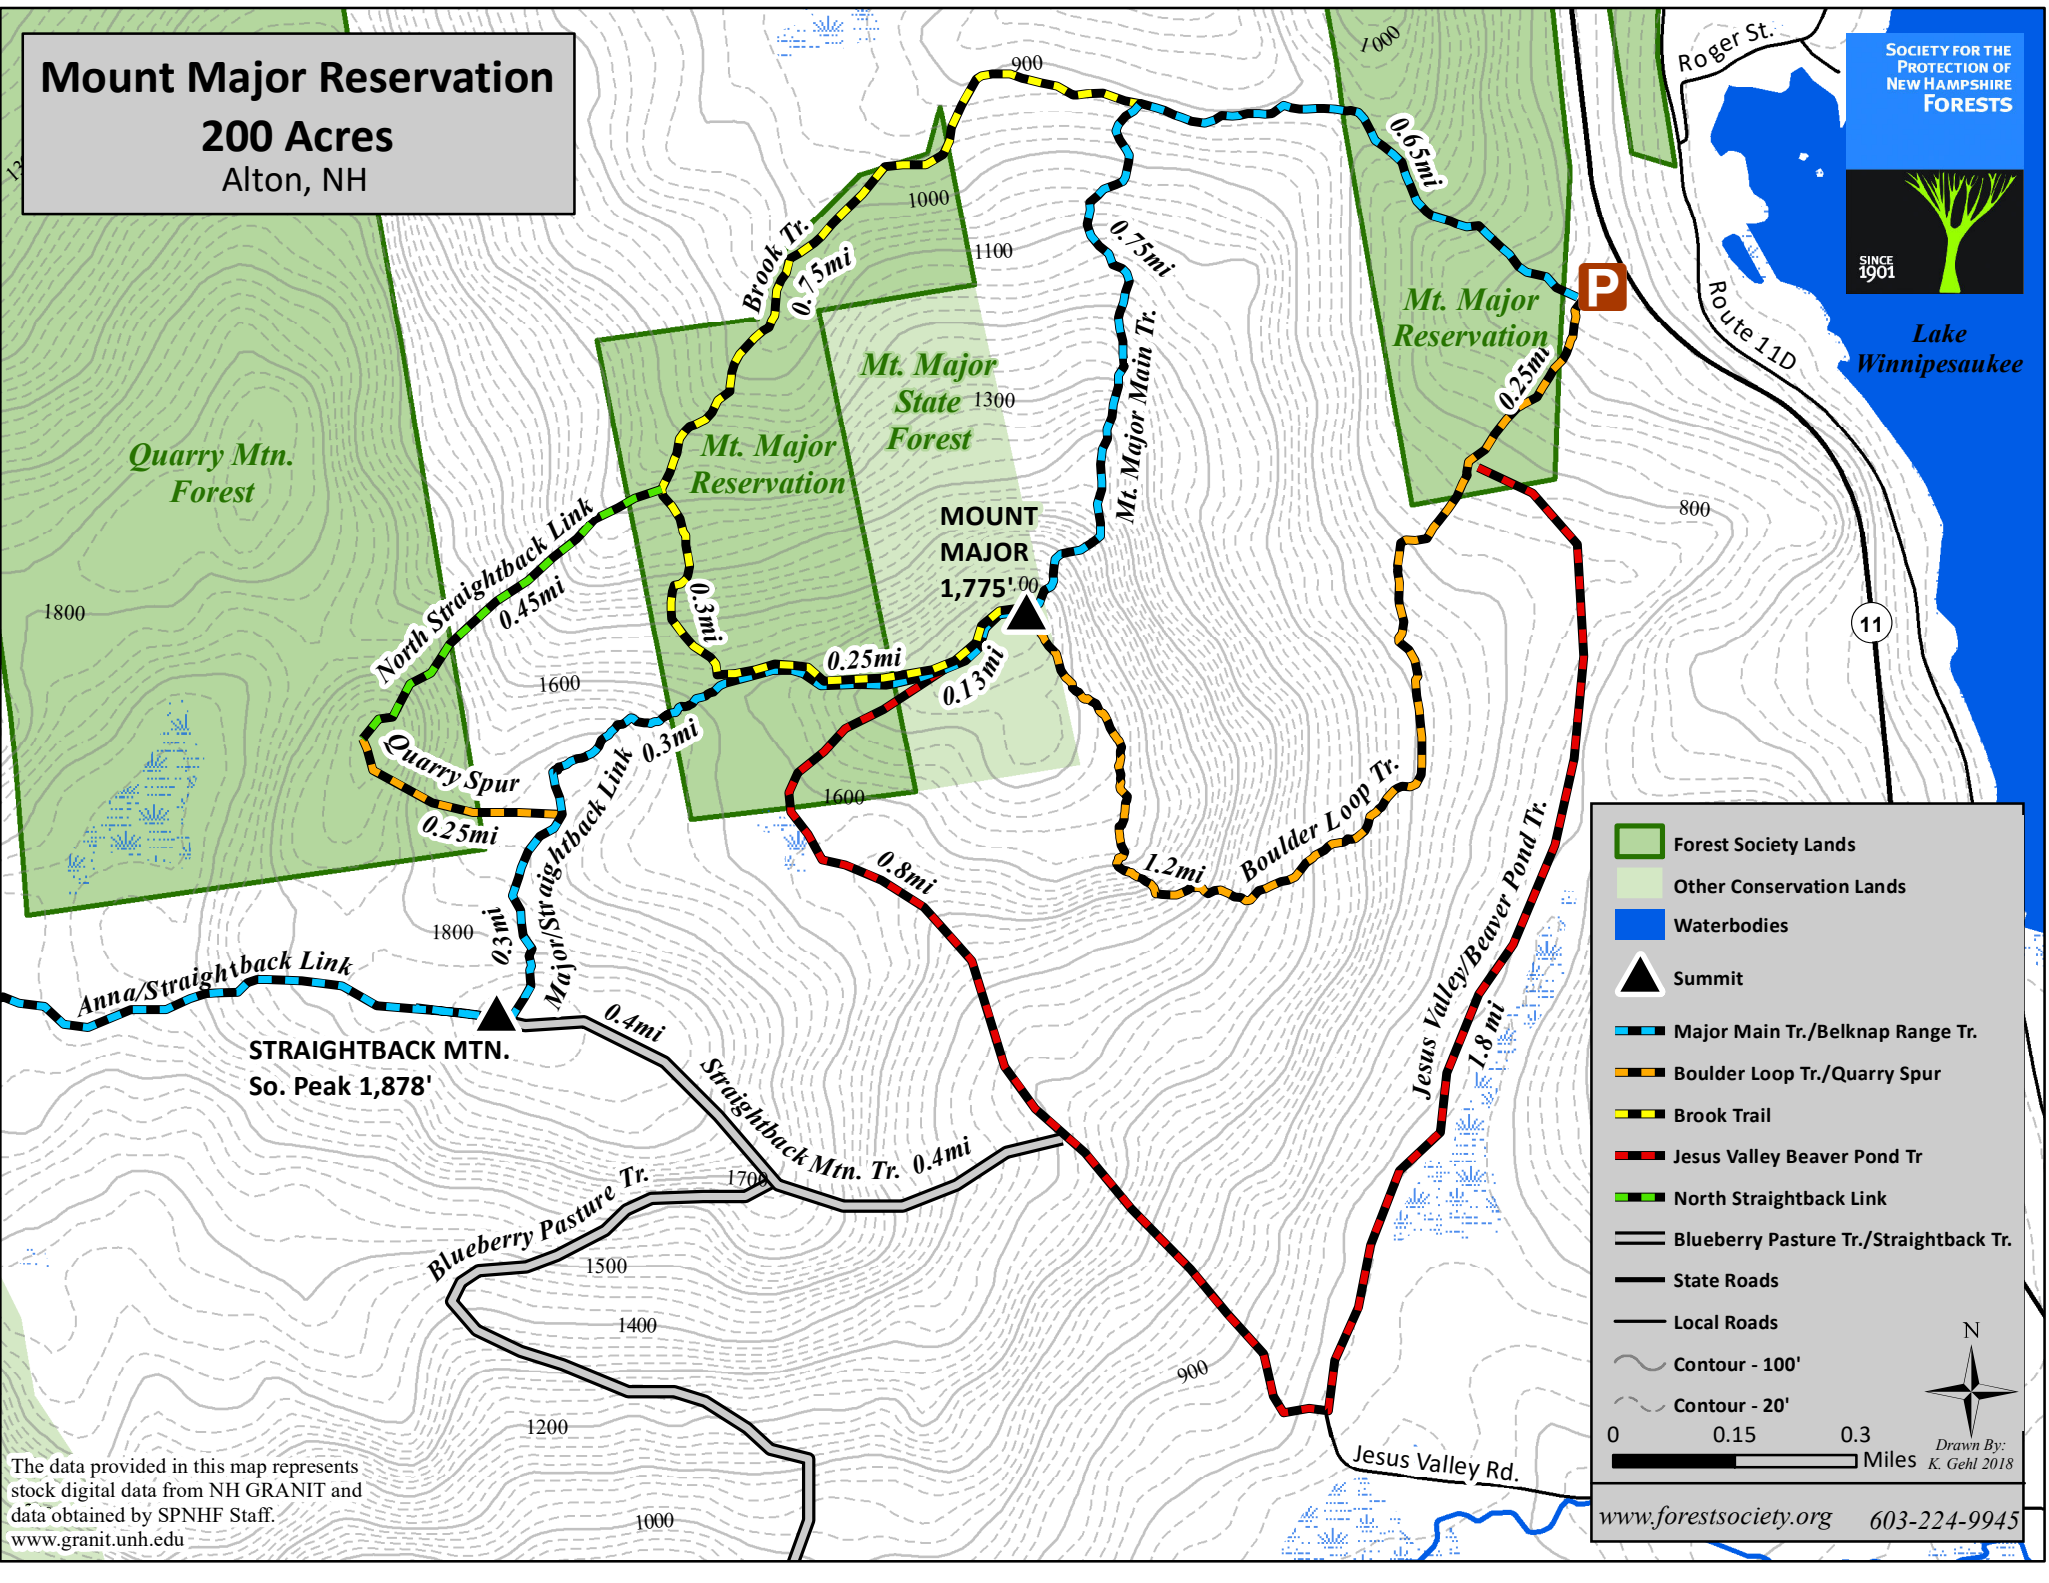 Mount Major Reservation
200 Acres
Alton, NH
SOCIETY FOR THE
PROTECTION OF
NEW HAMPSHIRE
FORESTS
SINCE
1901
Roger St.
Route 11D
Lake
Winnipesaukee
11
P
900
1000
1000
1100
1300
800
1800
1600
1600
1800
1700
1500
1400
1200
1000
900
0.65mi
0.75mi
Mt. Major Main Tr.
Brook Tr.
0.75mi
Mt. Major
Reservation
0.25mi
Mt. Major
State
Forest
Mt. Major
Reservation
Quarry Mtn.
Forest
MOUNT
MAJOR
1,775'
North Straightback Link
0.45mi
0.3mi
0.25mi
0.13mi
0.3mi
Quarry Spur
0.25mi
Major/Straightback Link
0.3mi
0.8mi
1.2mi
Boulder Loop Tr.
Jesus Valley/Beaver Pond Tr.
1.8 mi
Anna/Straightback Link
STRAIGHTBACK MTN.
So. Peak 1,878'
0.4mi
Straightback Mtn. Tr.
0.4mi
Blueberry Pasture Tr.
Jesus Valley Rd.
Forest Society Lands
Other Conservation Lands
Waterbodies
Summit
Major Main Tr./Belknap Range Tr.
Boulder Loop Tr./Quarry Spur
Brook Trail
Jesus Valley Beaver Pond Tr
North Straightback Link
Blueberry Pasture Tr./Straightback Tr.
State Roads
Local Roads
Contour - 100'
Contour - 20'
N
0 0.15 0.3
Miles
Drawn By:
K. Gehl 2018
www.forestsociety.org 603-224-9945
The data provided in this map represents
stock digital data from NH GRANIT and
data obtained by SPNHF Staff.
www.granit.unh.edu